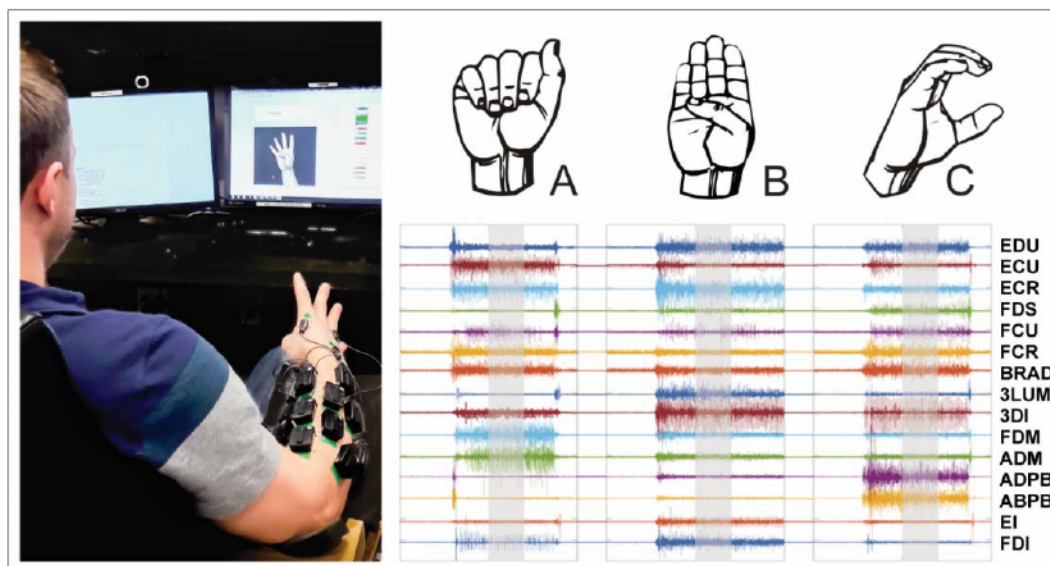 A
B
C
EDU
ECU
ECR
FDS
FCU
FCR
BRAD
3LUM
3DI
FDM
ADM
ADPB
ABPB
EI
FDI